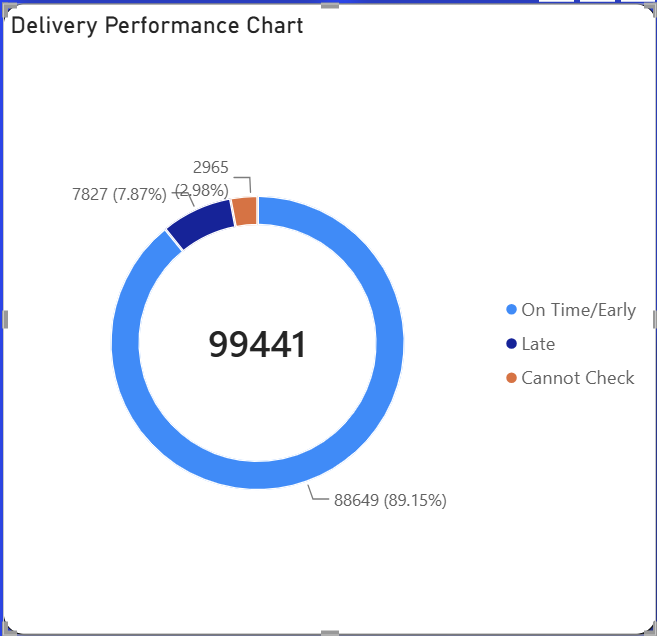 Delivery Performance Chart
2965
(2.98%)
7827 (7.87%)
99441
On Time/Early
Late
Cannot Check
88649 (89.15%)